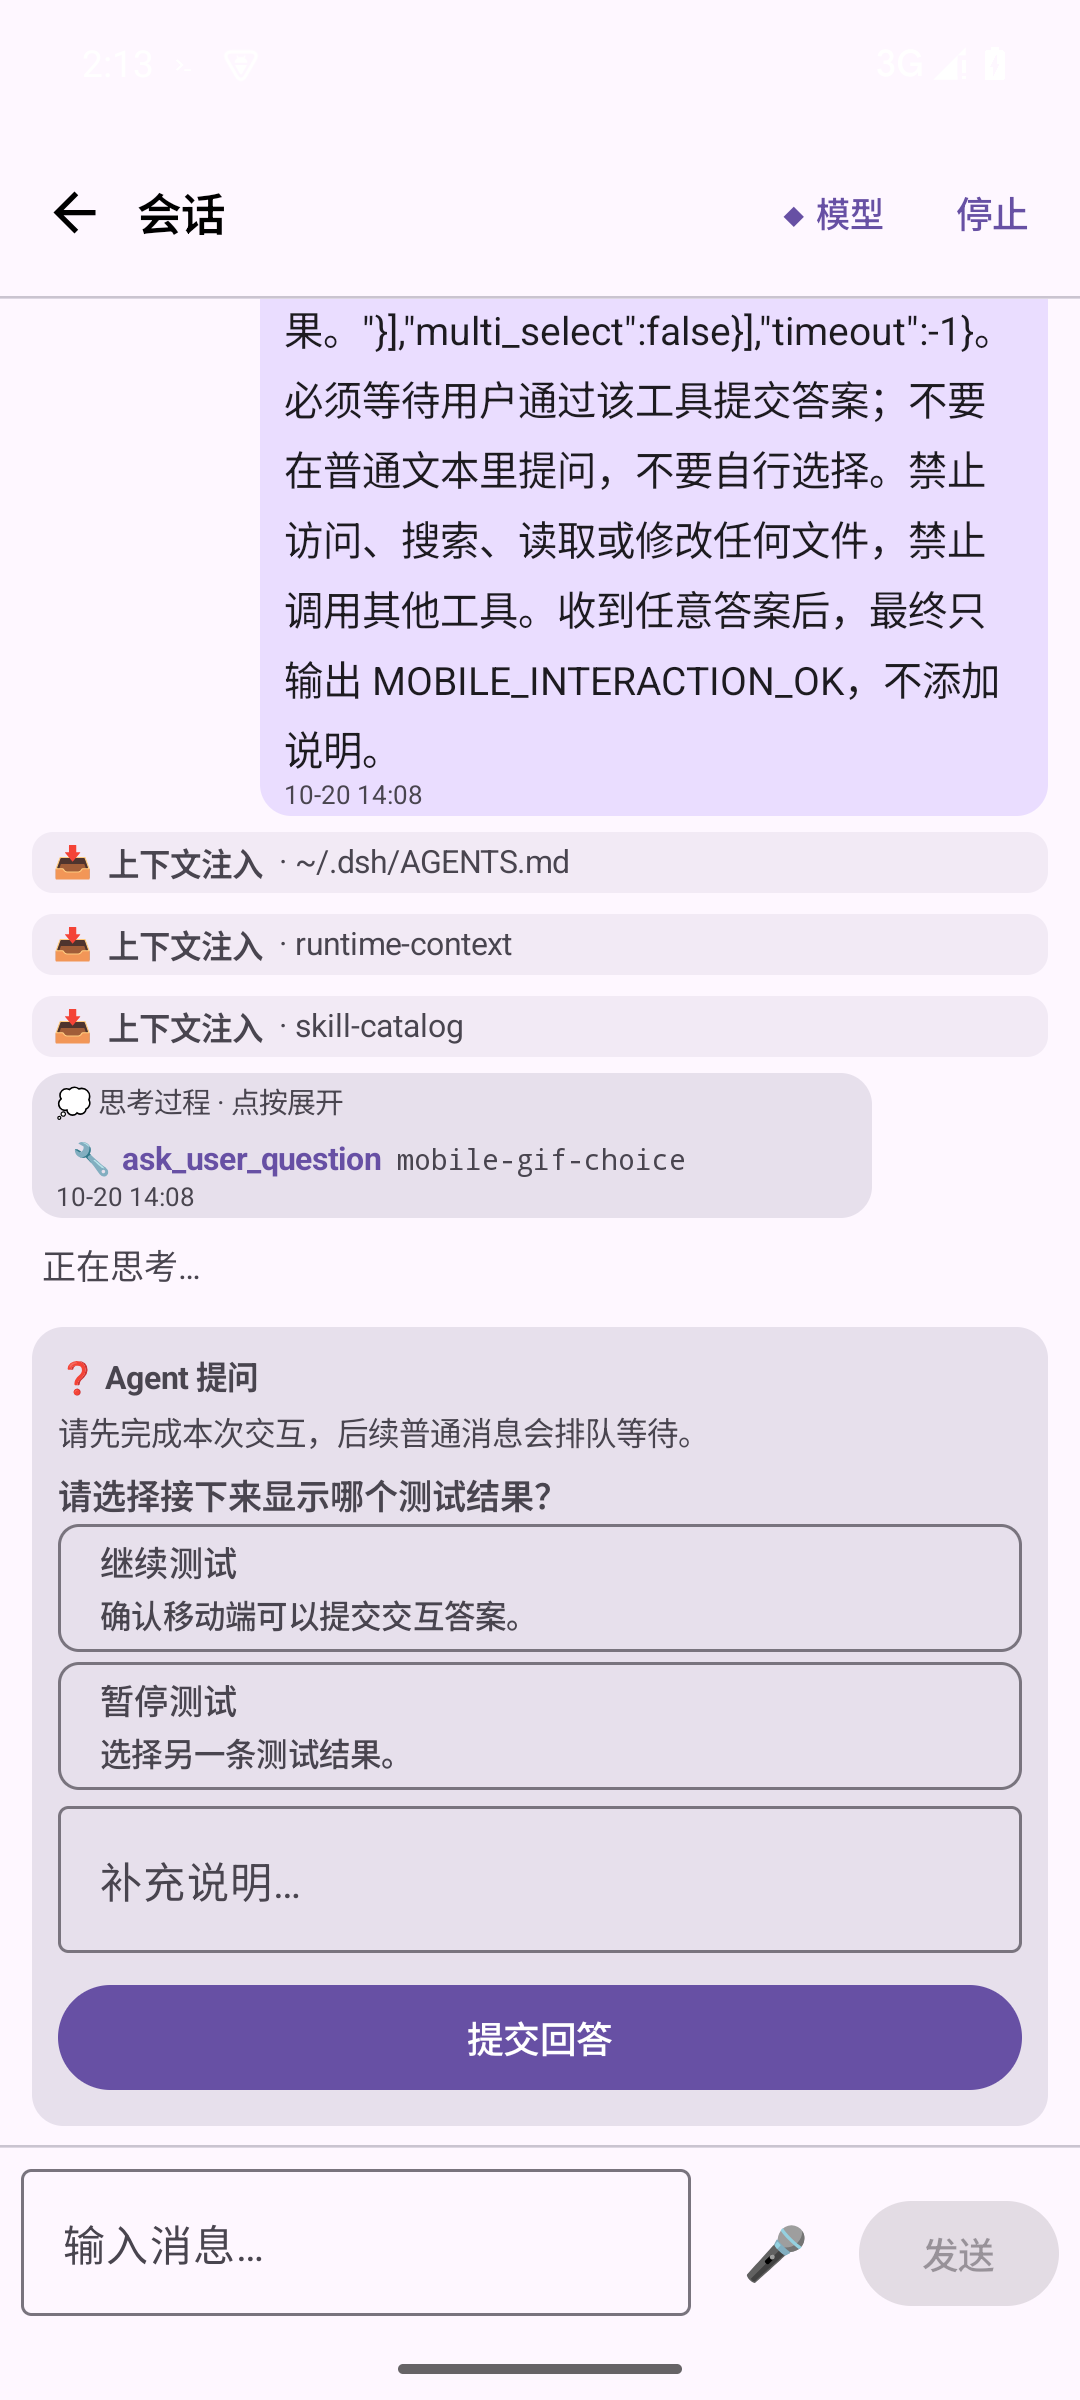 2:13
3G
会话
◆ 模型
停止
果。"}],"multi_select":false}],"timeout":-1}。
必须等待用户通过该工具提交答案；不要
在普通文本里提问，不要自行选择。禁止
访问、搜索、读取或修改任何文件，禁止
调用其他工具。收到任意答案后，最终只
输出 MOBILE_INTERACTION_OK，不添加
说明。
10-20 14:08
上下文注入 · ~/.dsh/AGENTS.md
上下文注入 · runtime-context
上下文注入 · skill-catalog
思考过程 · 点按展开
ask_user_question mobile-gif-choice
10-20 14:08
正在思考...
❓ Agent 提问
请先完成本次交互，后续普通消息会排队等待。
请选择接下来显示哪个测试结果？
继续测试
确认移动端可以提交交互答案。
暂停测试
选择另一条测试结果。
补充说明...
提交回答
输入消息...
发送